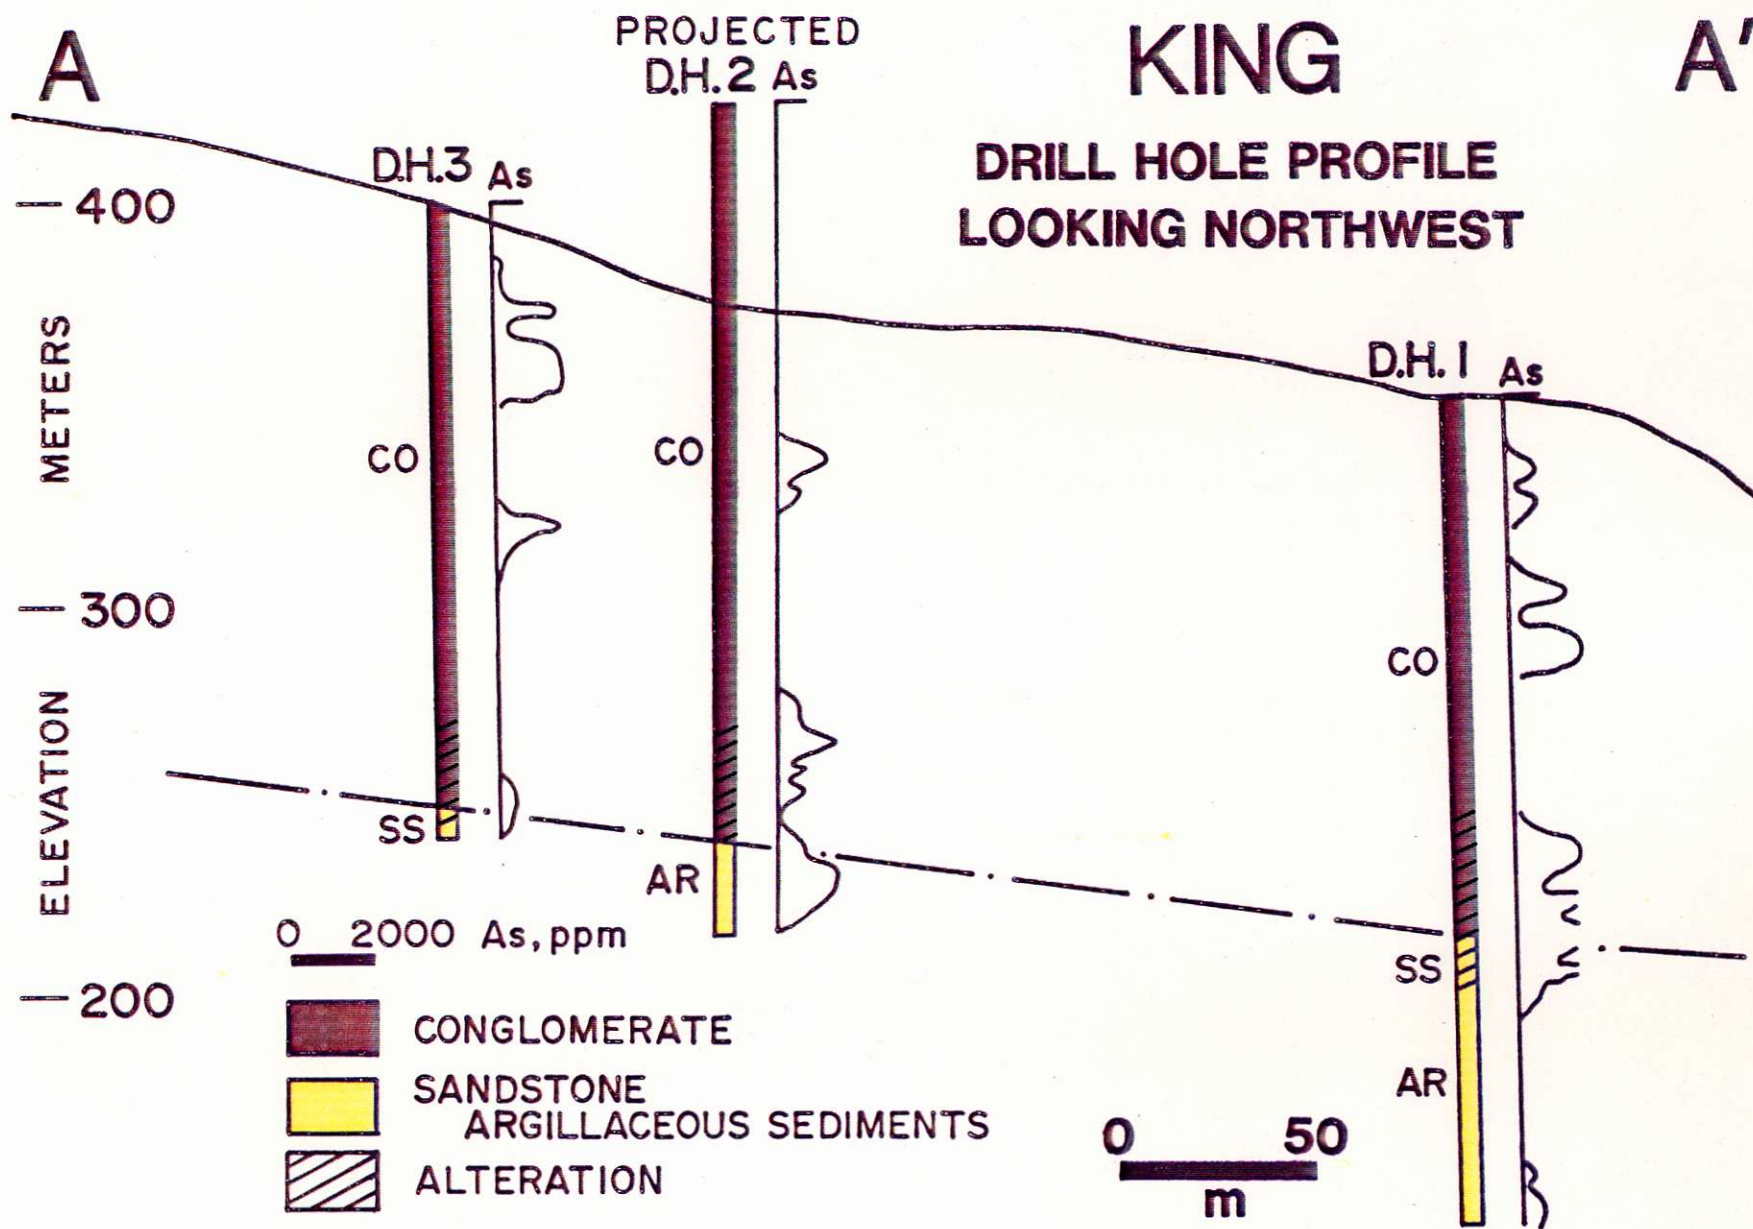 A
PROJECTED
D.H.2 As
KING
A'
DRILL HOLE PROFILE
LOOKING NORTHWEST
D.H.3 As
400
D.H.1 As
METERS
CO
CO
300
CO
ELEVATION
SS
AR
0 2000 As, ppm
SS
200
CONGLOMERATE
SANDSTONE
ARGILLACEOUS SEDIMENTS
AR
0 50
m
ALTERATION